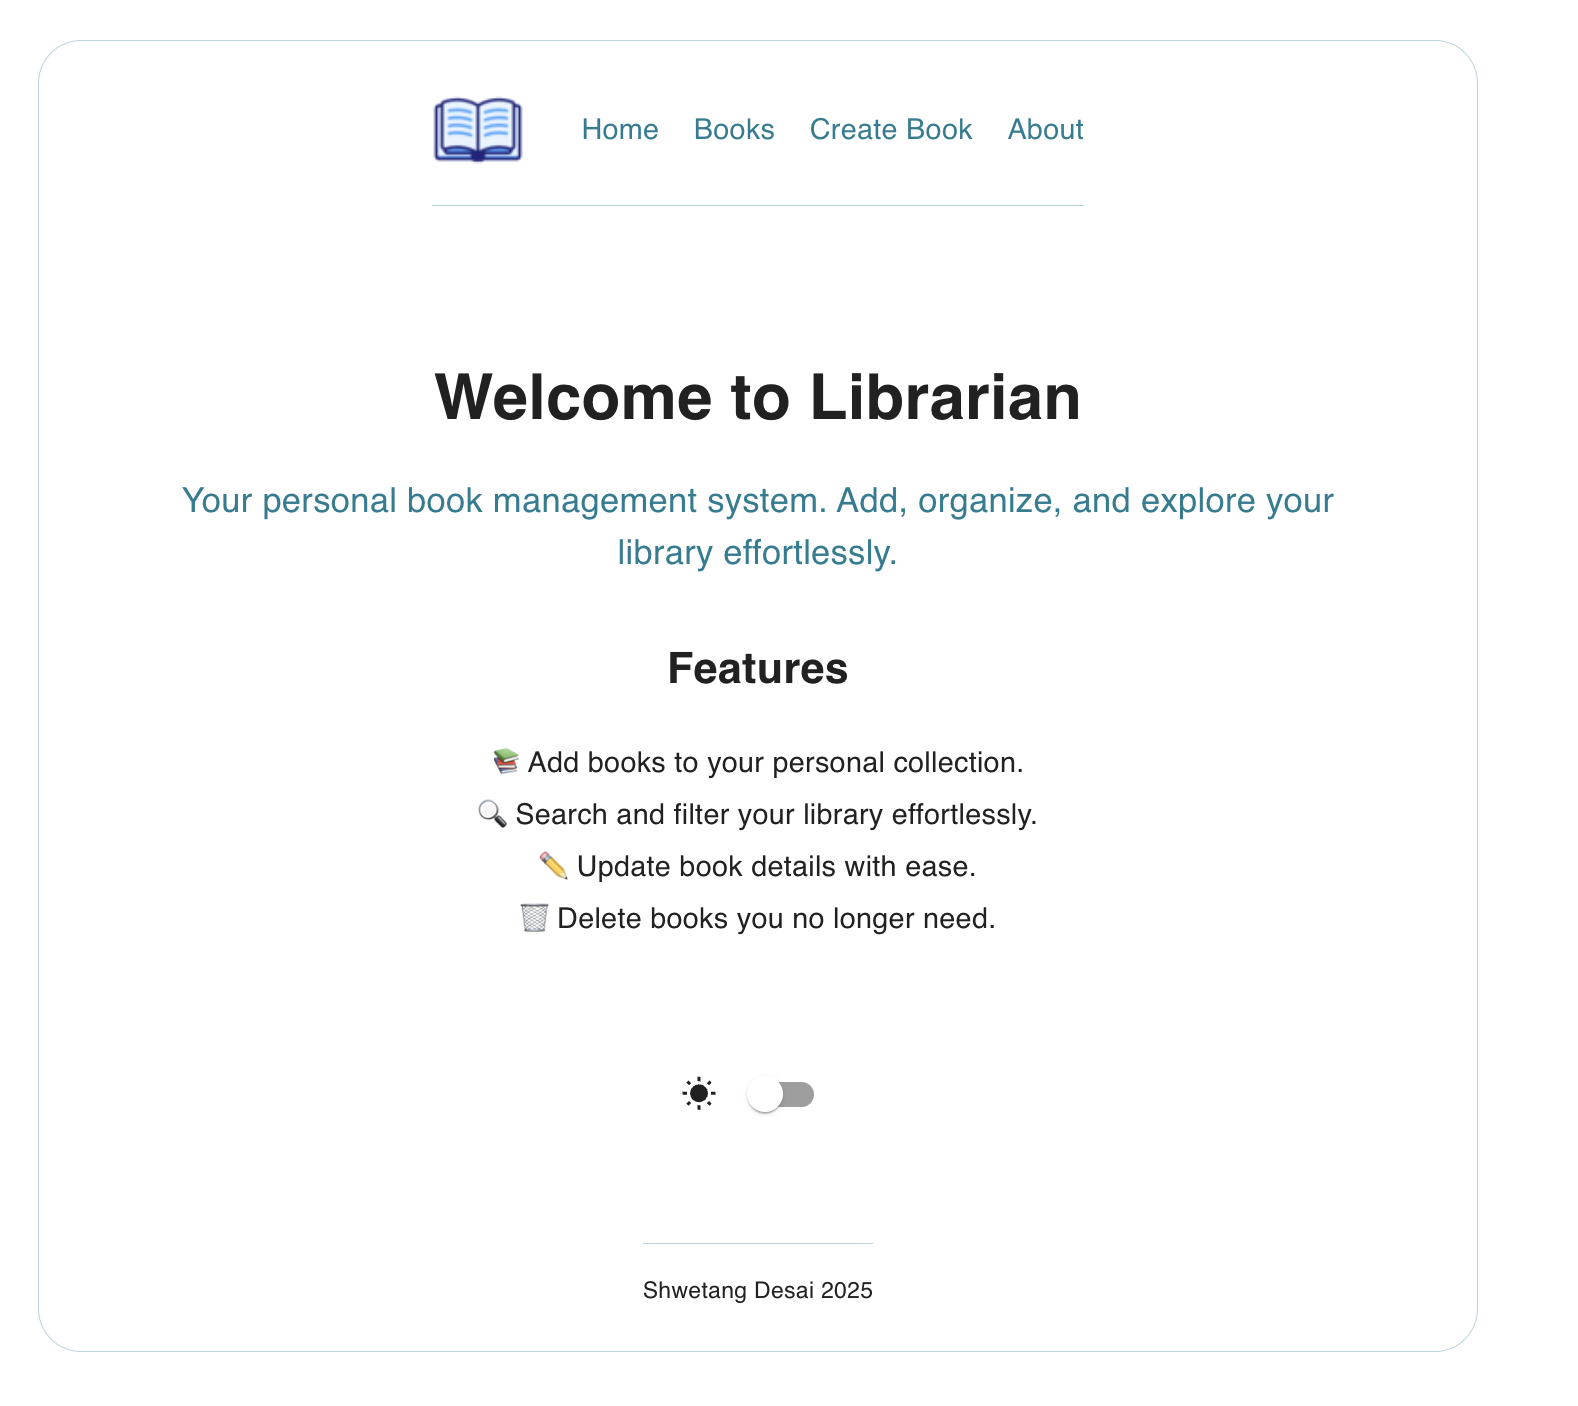 Home Books Create Book About
Welcome to Librarian
Your personal book management system. Add, organize, and explore your
library effortlessly.
Features
📚 Add books to your personal collection.
🔍 Search and filter your library effortlessly.
✏️ Update book details with ease.
🗑️ Delete books you no longer need.
Shwetang Desai 2025